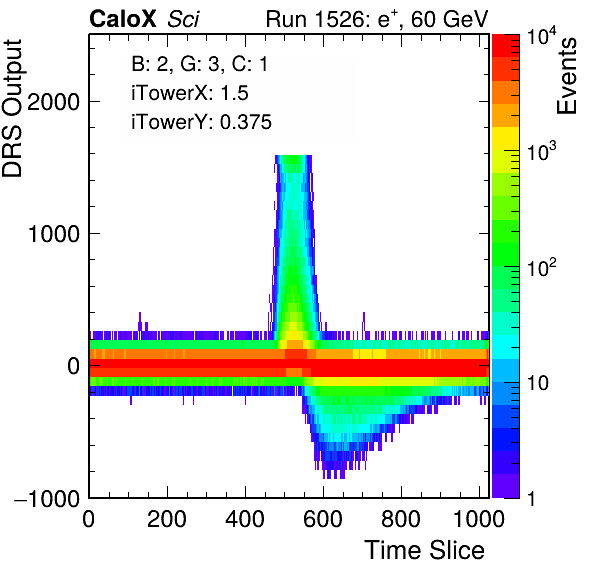 CaloX Sci Run 1526: e⁺, 60 GeV
DRS Output
Events
B: 2, G: 3, C: 1
iTowerX: 1.5
iTowerY: 0.375
2000
1000
0
−1000
0 200 400 600 800 1000
Time Slice
10⁴
10³
10²
10
1